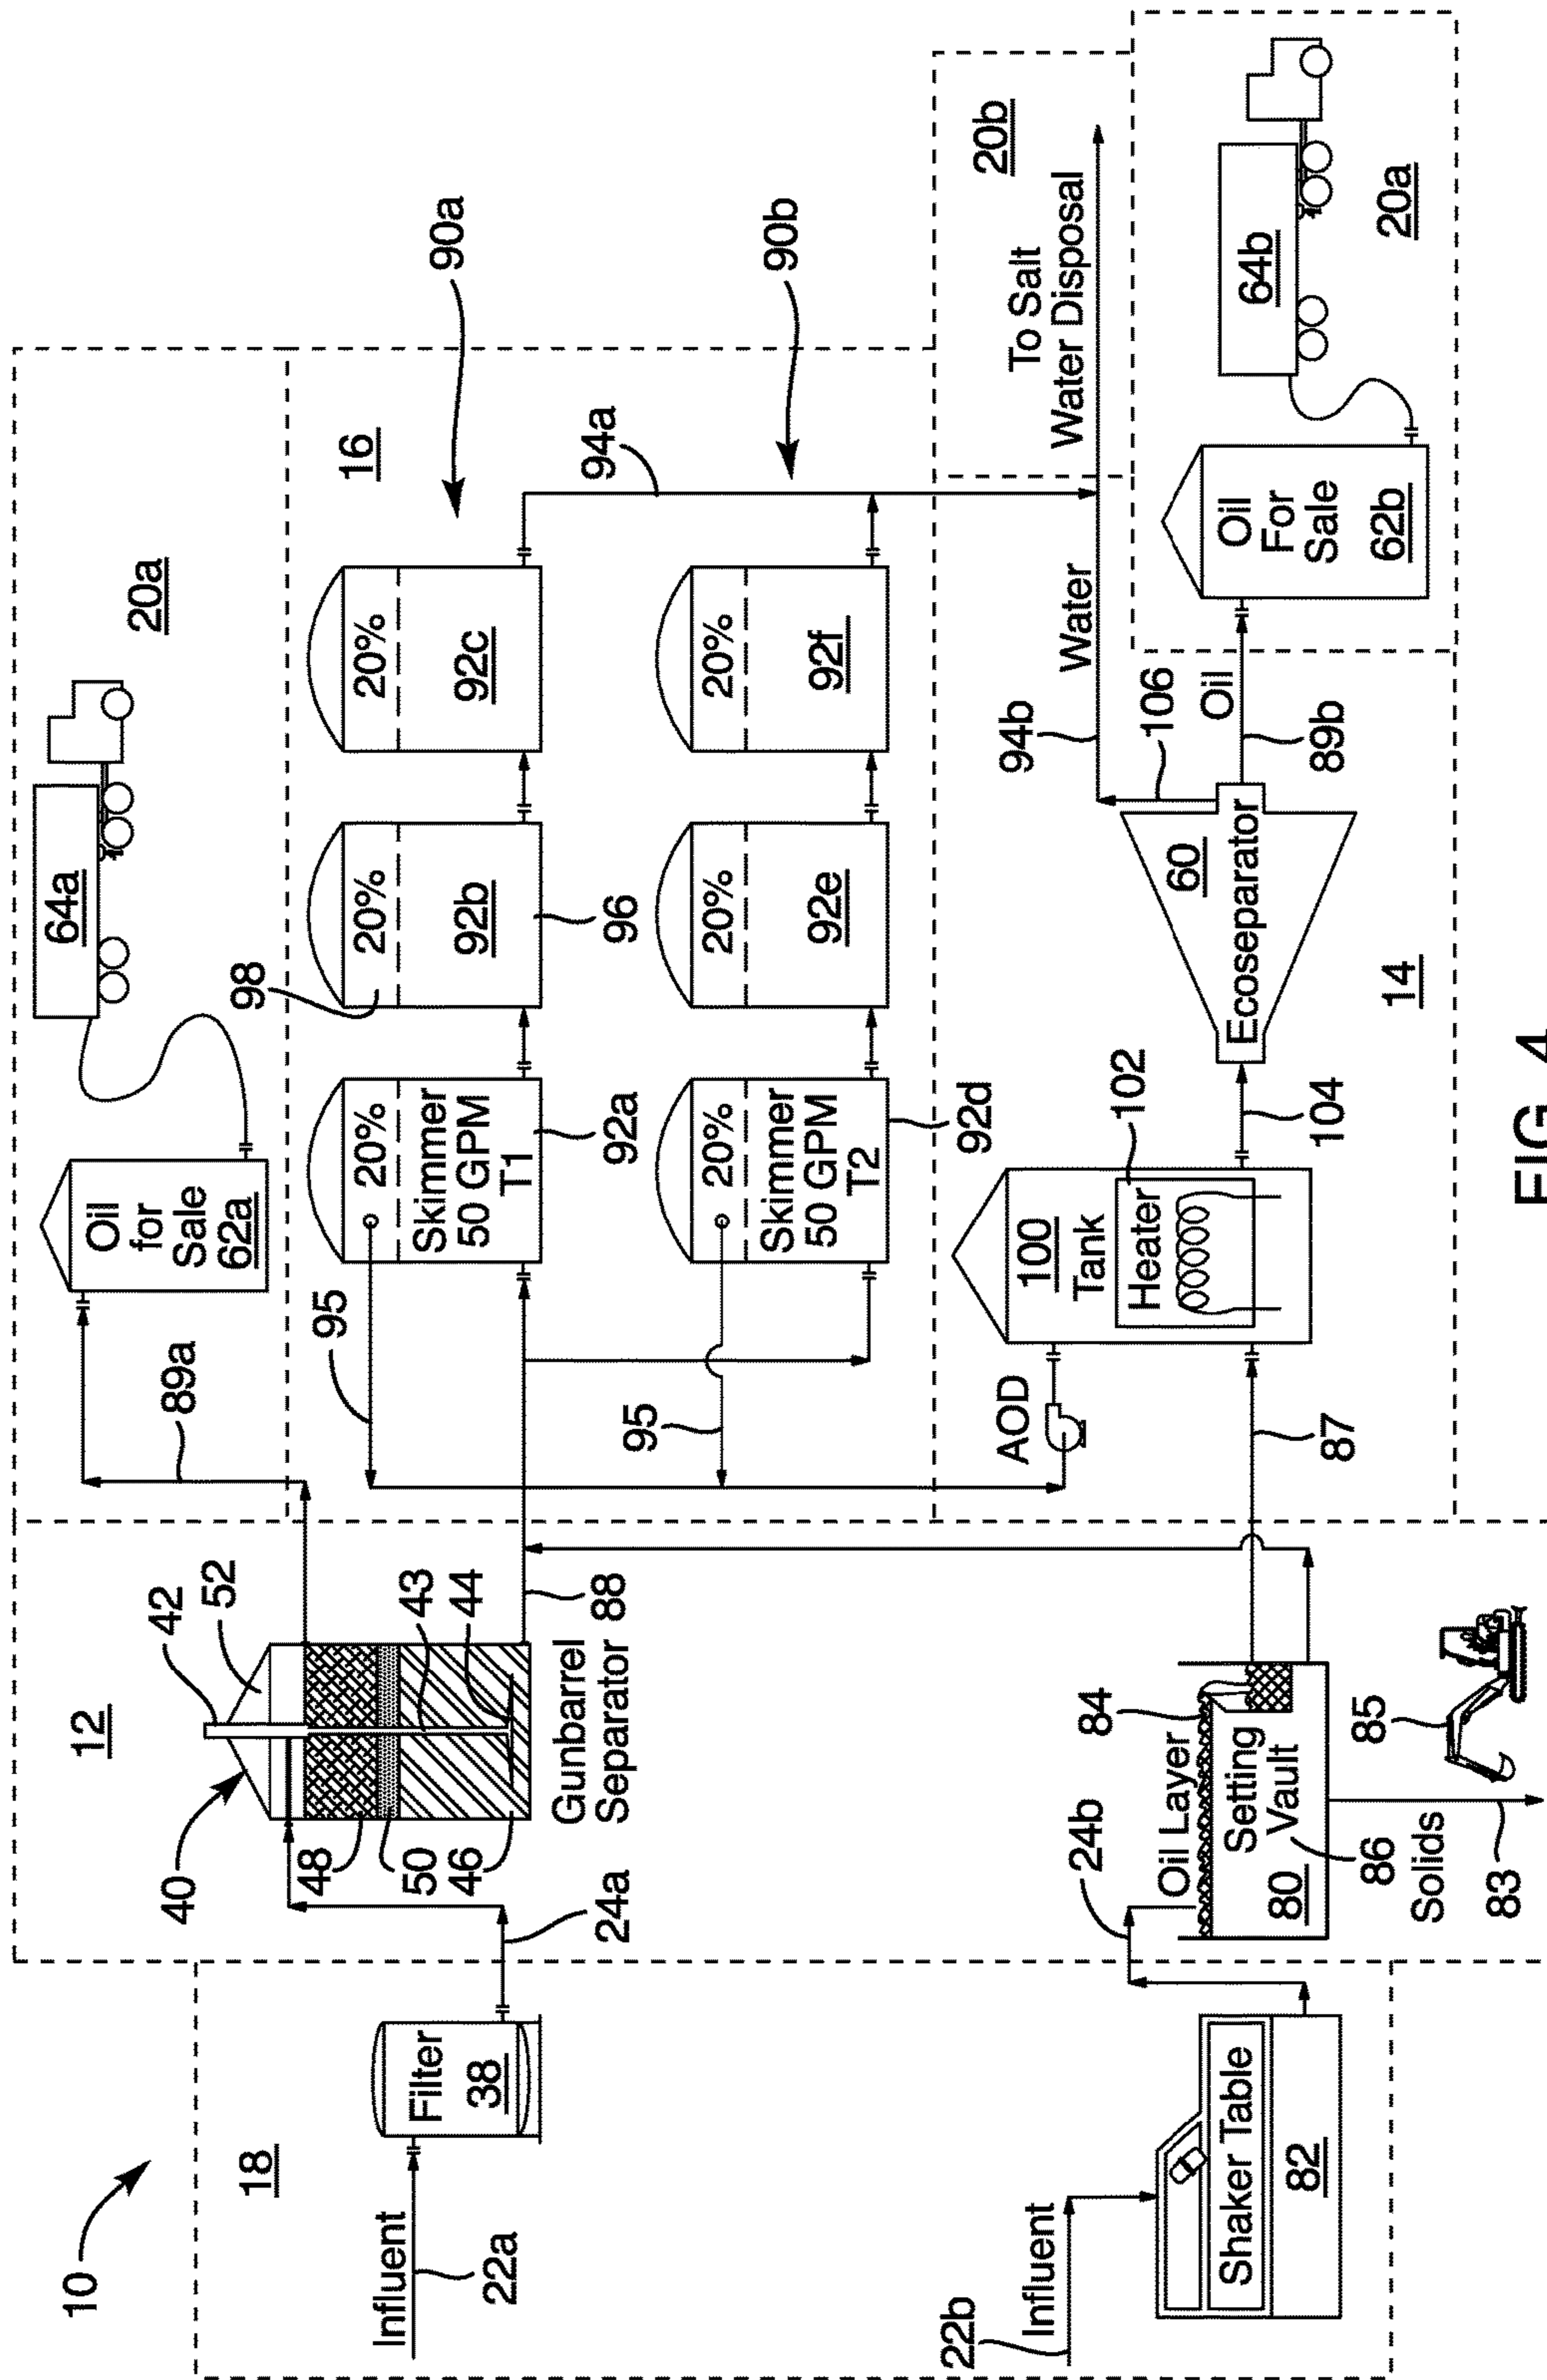 10
18
Influent
22a
Filter
38
24a
22b
Influent
Shaker Table
82
24b
12
40
42
52
48
50
46
43
44
88
Gunbarrel
Separator
Oil Layer
84
Setting
Vault
80
86
Solids
83
85
89a
Oil
for
Sale
62a
64a
20a
95
95
20%
Skimmer
50 GPM
T1
92a
98
20%
92b
96
20%
92c
16
90a
20%
Skimmer
50 GPM
T2
92d
20%
92e
20%
92f
90b
94a
AOD
87
100
Tank
Heater
102
104
60
Ecoseparator
14
106
94b
Water
Oil
89b
To Salt
Water Disposal
20b
Oil
For
Sale
62b
64b
20a
FIG. 4